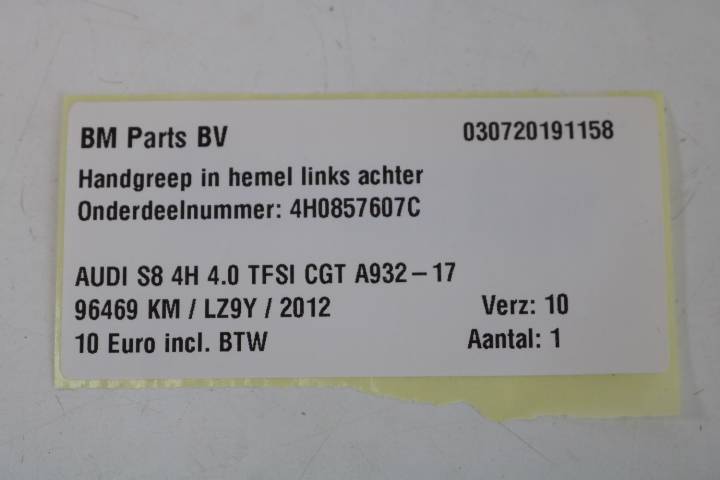 BM Parts BV 030720191158
Handgreep in hemel links achter
Onderdeelnummer: 4H0857607C
AUDI S8 4H 4.0 TFSI CGT A932-17
96469 KM / LZ9Y / 2012 Verz: 10
10 Euro incl. BTW Aantal: 1